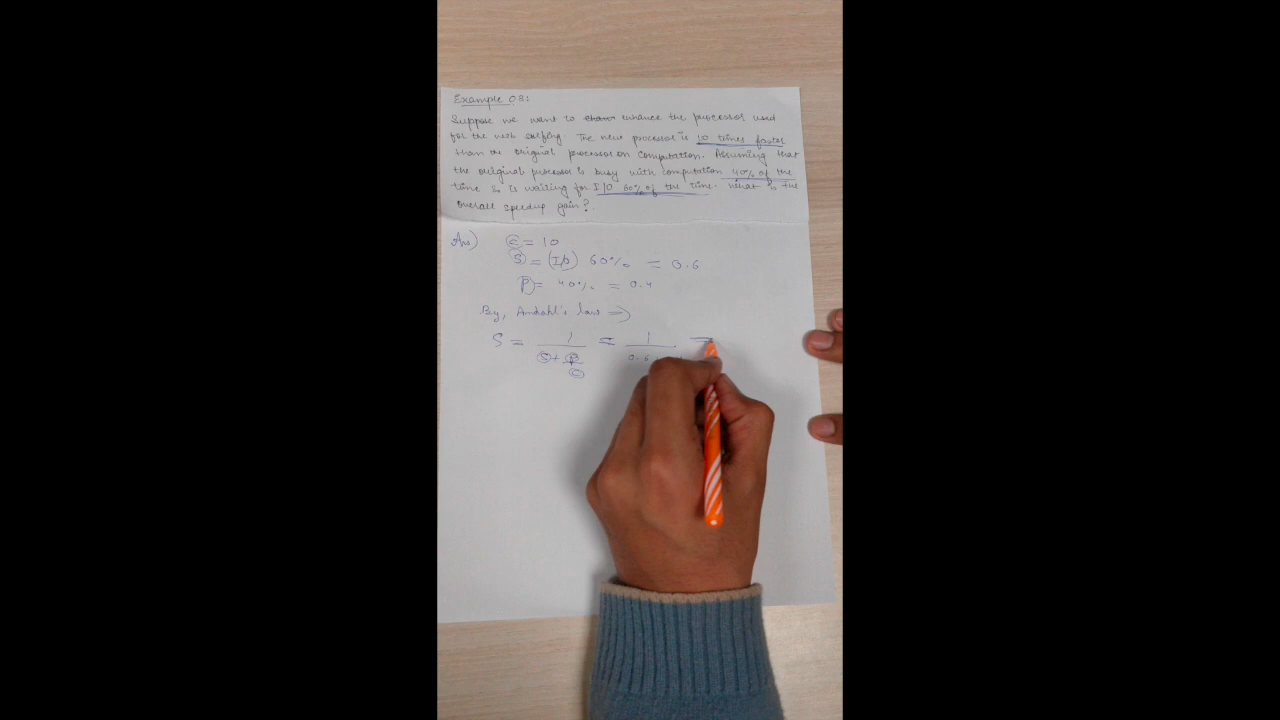 Example 08:
Suppose we want to enhance the processor used
for the web surfing. The new processor is 10 times faster
than the original processor on computation. Assuming that
the original processor is busy with computation 40% of the
time & is waiting for I/O 60% of the time. What is the
overall speedup gain?
Ans) C = 10
S = (I/O) 60% = 0.6
P = 40% = 0.4
By, Amdahl's law =>
S = 1 / S + P/C = 1 / 0.6 =